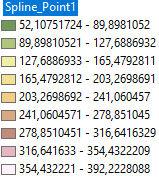 Spline_Point1
52,10751724 - 89,8981052
89,89810521 - 127,6886932
127,6886933 - 165,4792811
165,4792812 - 203,2698691
203,2698692 - 241,060457
241,0604571 - 278,851045
278,8510451 - 316,6416329
316,641633 - 354,4322209
354,432221 - 392,2228088